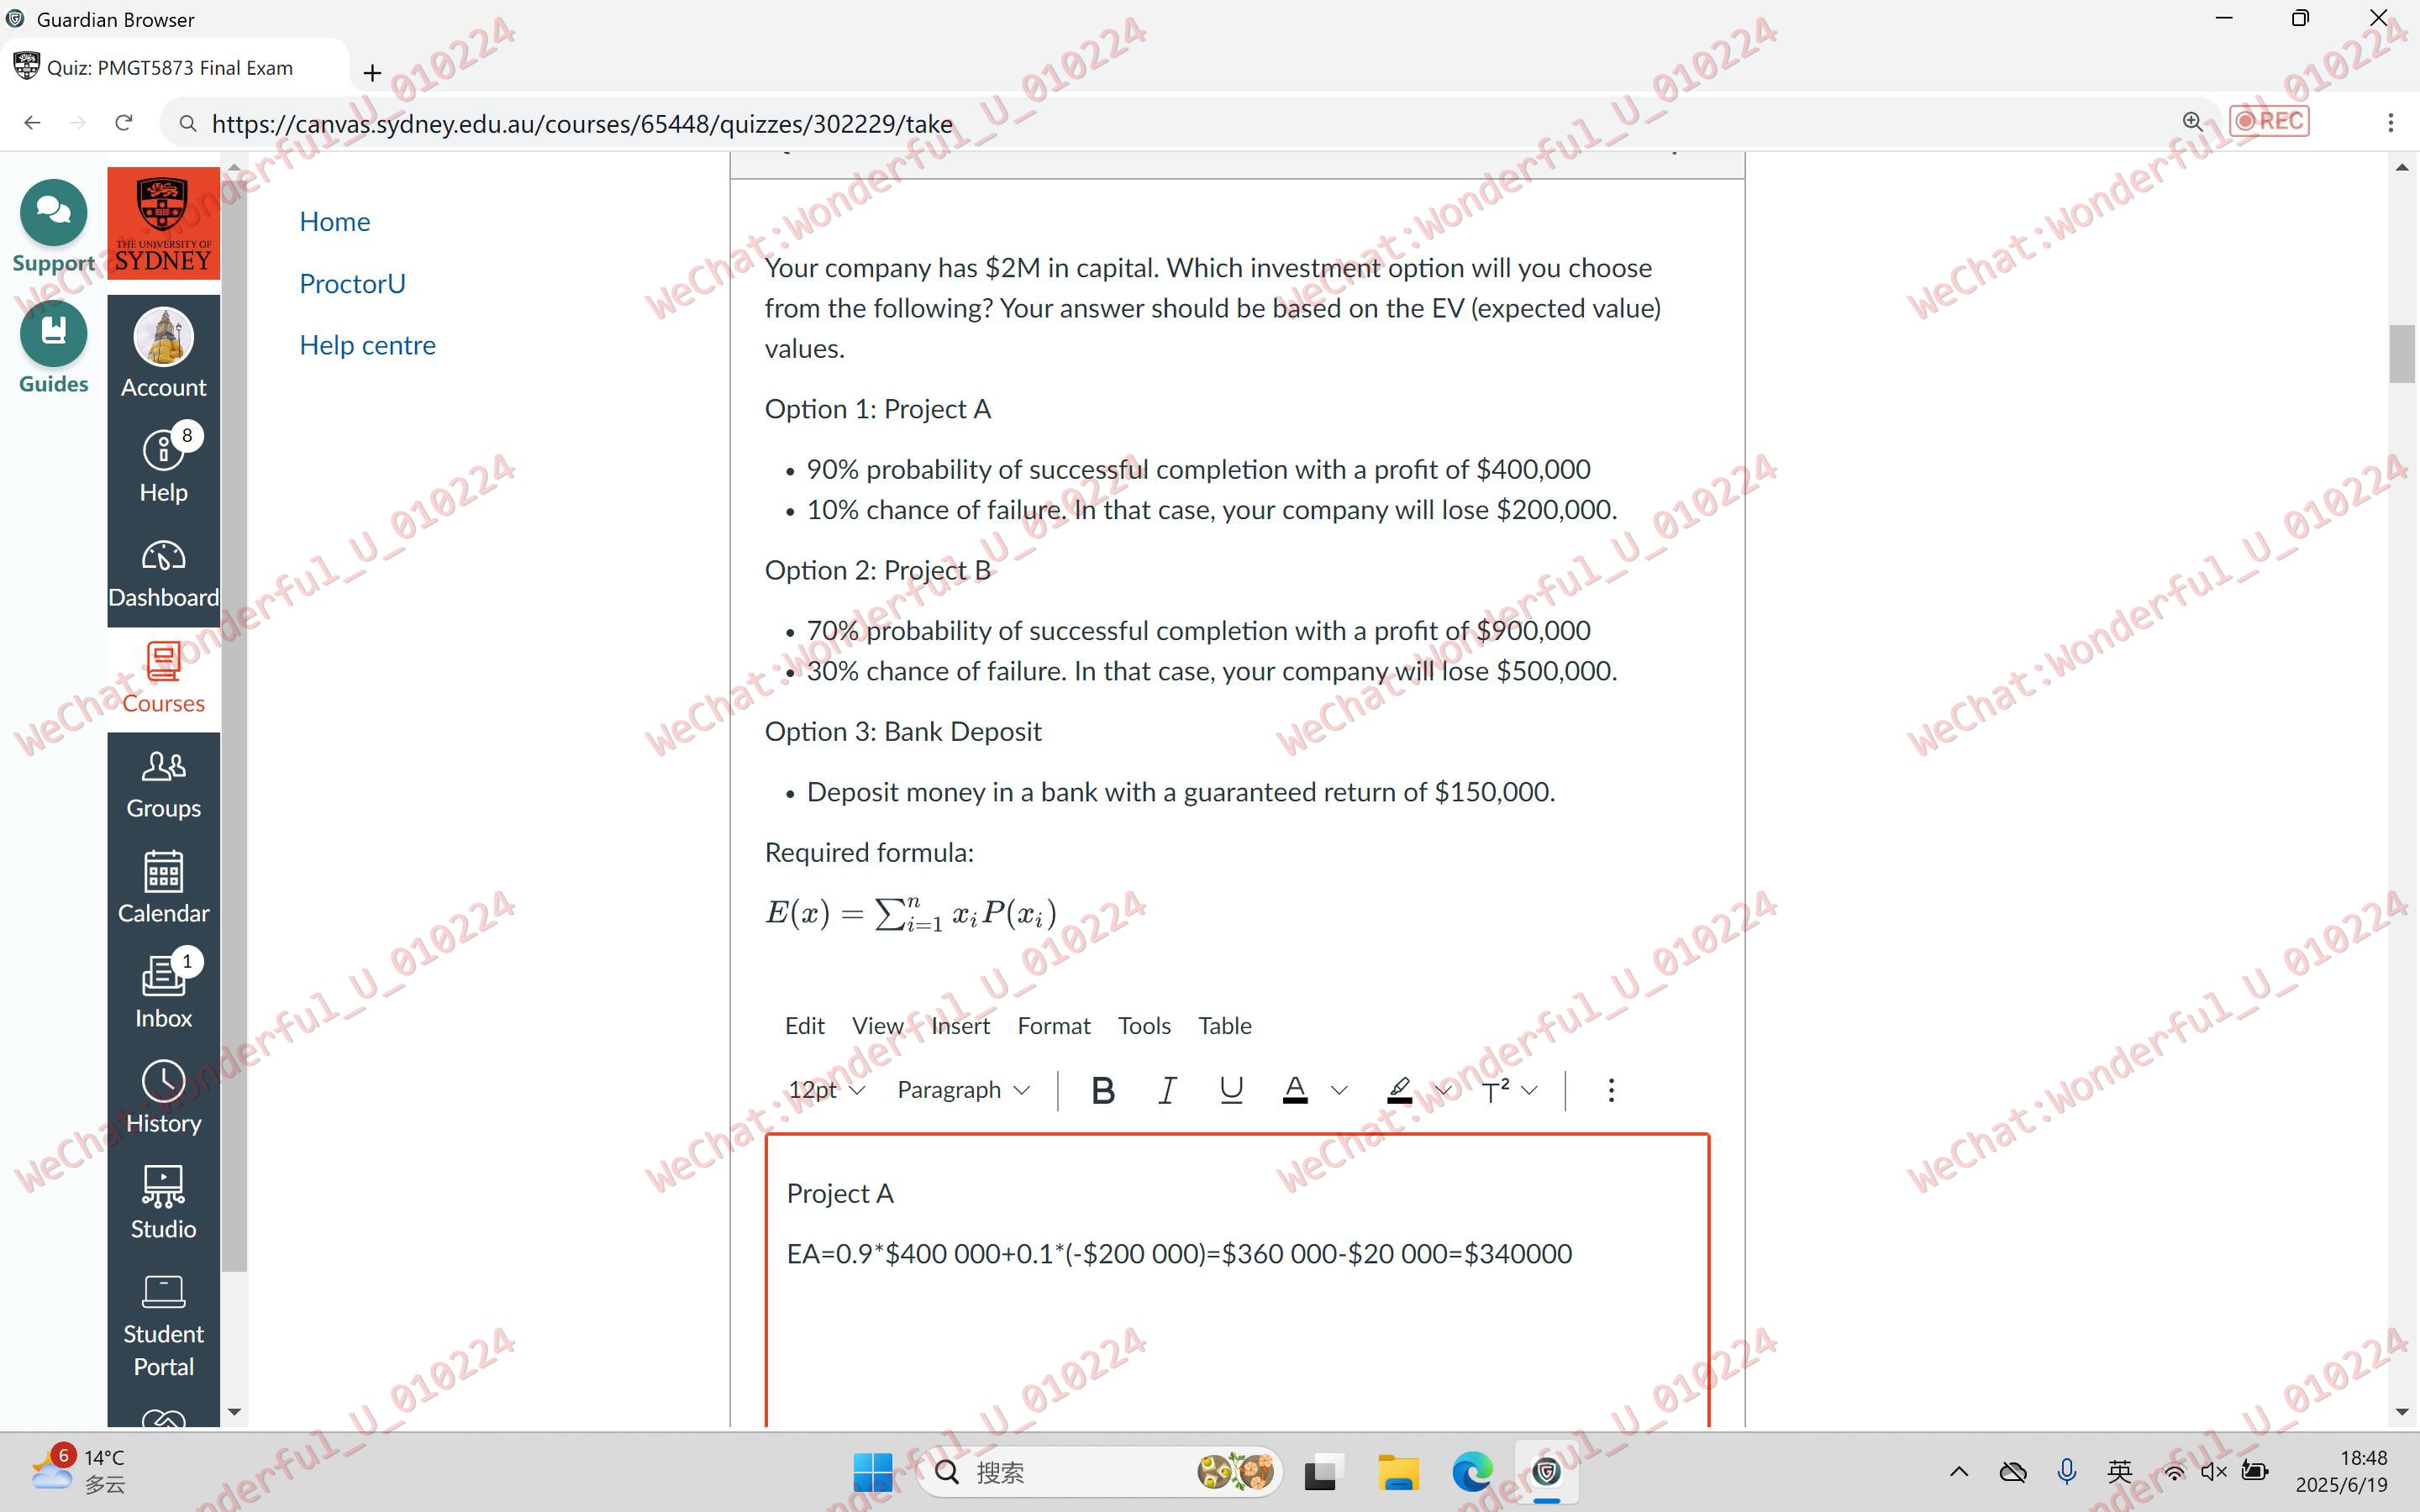 Guardian Browser
Quiz: PMGT5873 Final Exam
https://canvas.sydney.edu.au/courses/65448/quizzes/302229/take
REC
Support
Guides
THE UNIVERSITY OF
SYDNEY
Account
8
Help
Dashboard
Courses
Groups
Calendar
1
Inbox
History
Studio
Student
Portal
Home
ProctorU
Help centre
Your company has $2M in capital. Which investment option will you choose
from the following? Your answer should be based on the EV (expected value)
values.
Option 1: Project A
• 90% probability of successful completion with a profit of $400,000
• 10% chance of failure. In that case, your company will lose $200,000.
Option 2: Project B
• 70% probability of successful completion with a profit of $900,000
• 30% chance of failure. In that case, your company will lose $500,000.
Option 3: Bank Deposit
• Deposit money in a bank with a guaranteed return of $150,000.
Required formula:
E(x) = ∑ⁿᵢ₌₁ xᵢP(xᵢ)
Edit View Insert Format Tools Table
12pt Paragraph B I U A T²
Project A
EA=0.9*$400 000+0.1*(-$200 000)=$360 000-$20 000=$340000
WeChat:Wonderful_U_010224
6
14°C
多云
搜索
英
18:48
2025/6/19